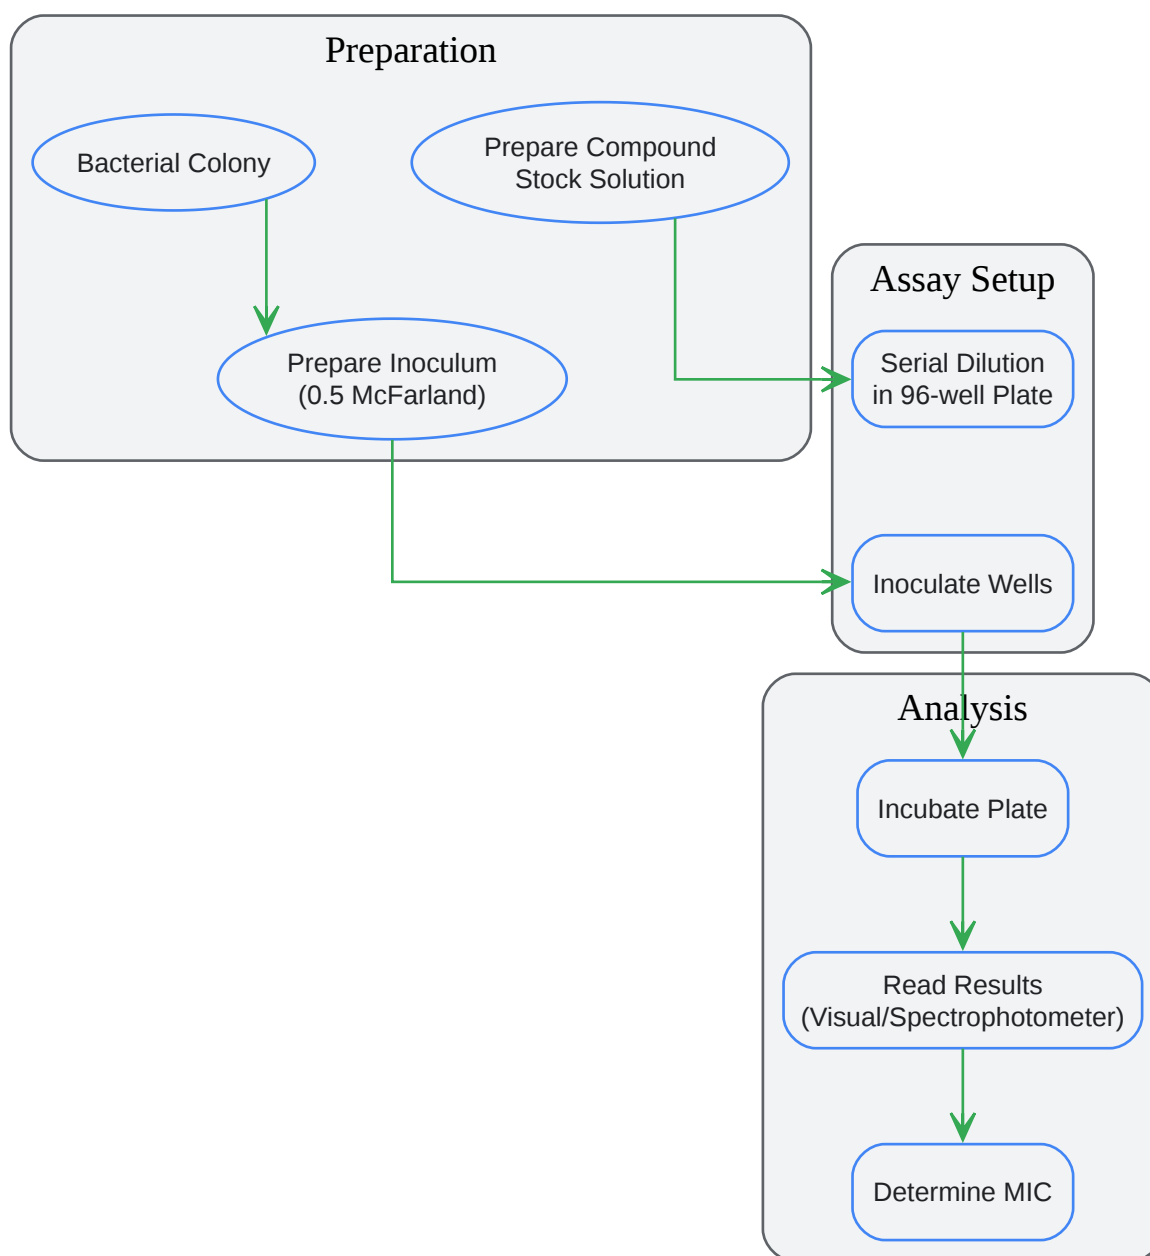 Preparation
Bacterial Colony
Prepare Compound
Stock Solution
Prepare Inoculum
(0.5 McFarland)
Assay Setup
Serial Dilution
in 96-well Plate
Inoculate Wells
Analysis
Incubate Plate
Read Results
(Visual/Spectrophotometer)
Determine MIC